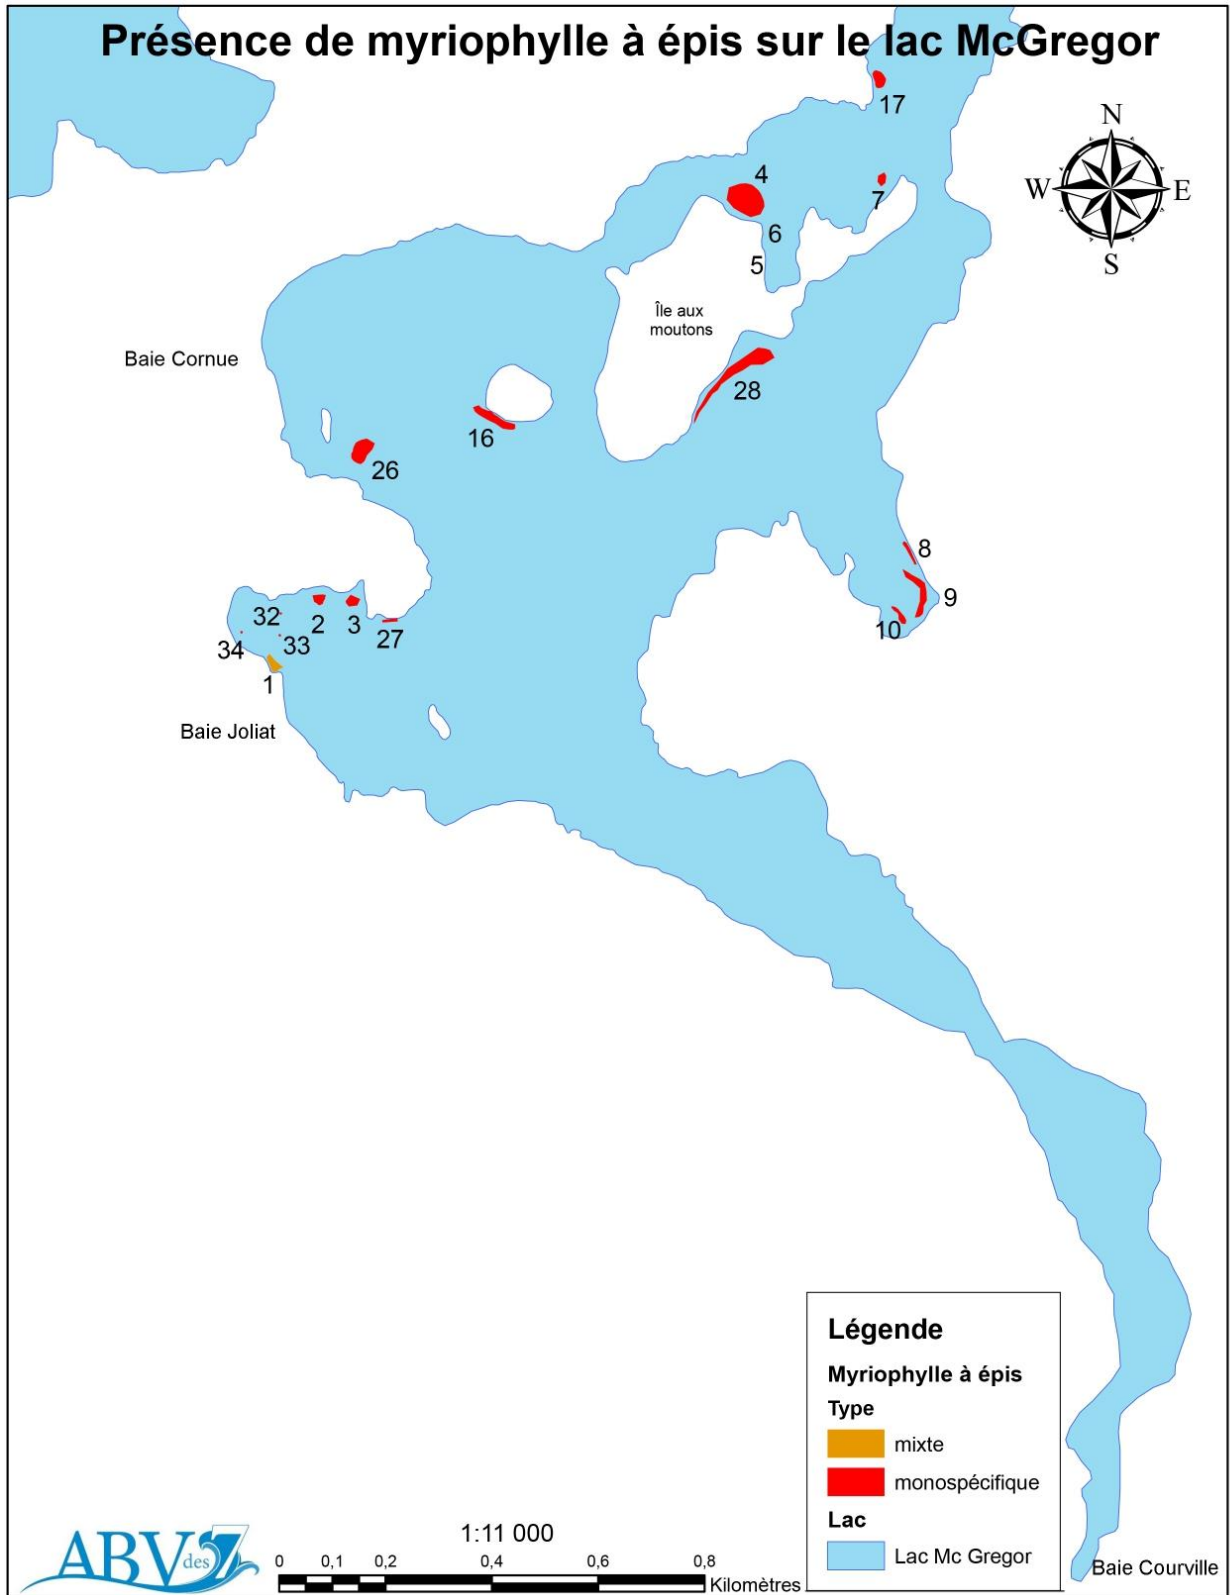 Présence de myriophylle à épis sur le lac McGregor
17
N
W
E
S
4
7
6
5
Île aux
moutons
Baie Cornue
28
16
26
8
9
10
32
2
3
27
34
33
1
Baie Joliat
Légende
Myriophylle à épis
Type
mixte
monospécifique
Lac
Lac Mc Gregor
Baie Courville
ABV des 7
1:11 000
0 0,1 0,2 0,4 0,6 0,8
Kilomètres